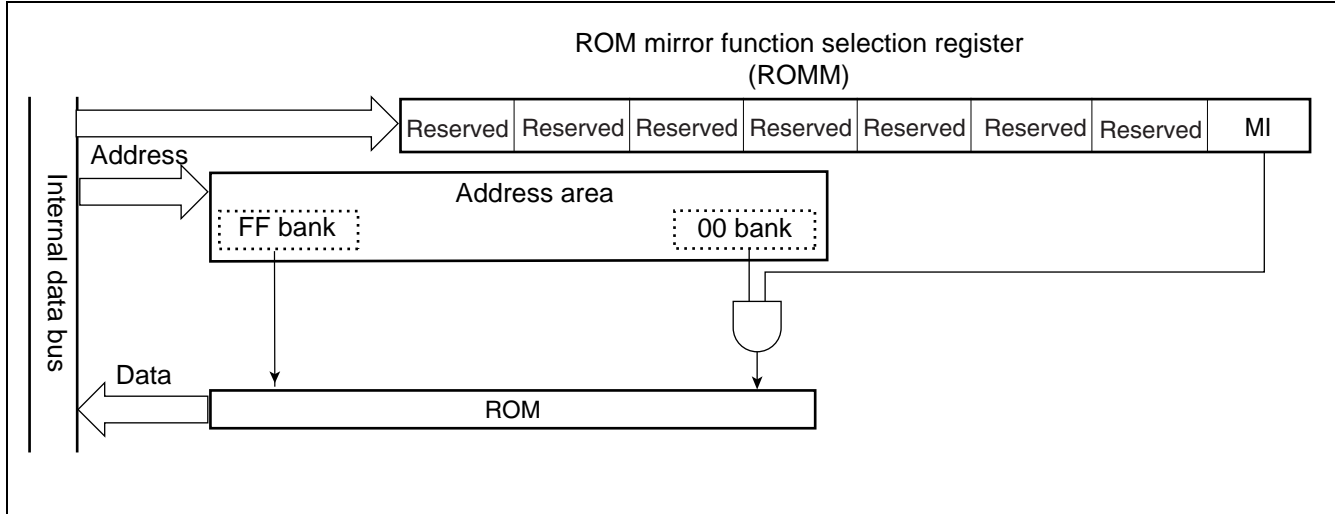 ROM mirror function selection register
(ROMM)
Reserved Reserved Reserved Reserved Reserved Reserved Reserved MI
Address
Address area
FF bank 00 bank
Internal data bus
Data
ROM